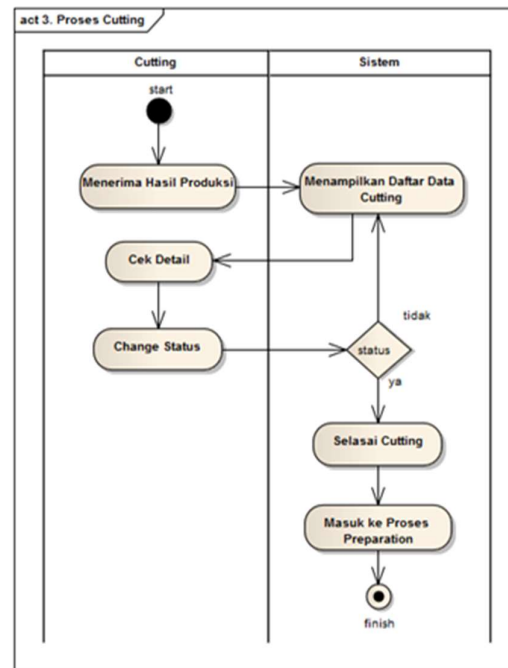 act 3. Proses Cutting
Cutting
Sistem
start
Menerima Hasil Produksi
Menampilkan Daftar Data
Cutting
Cek Detail
Change Status
status
tidak
ya
Selasai Cutting
Masuk ke Proses
Preparation
finish